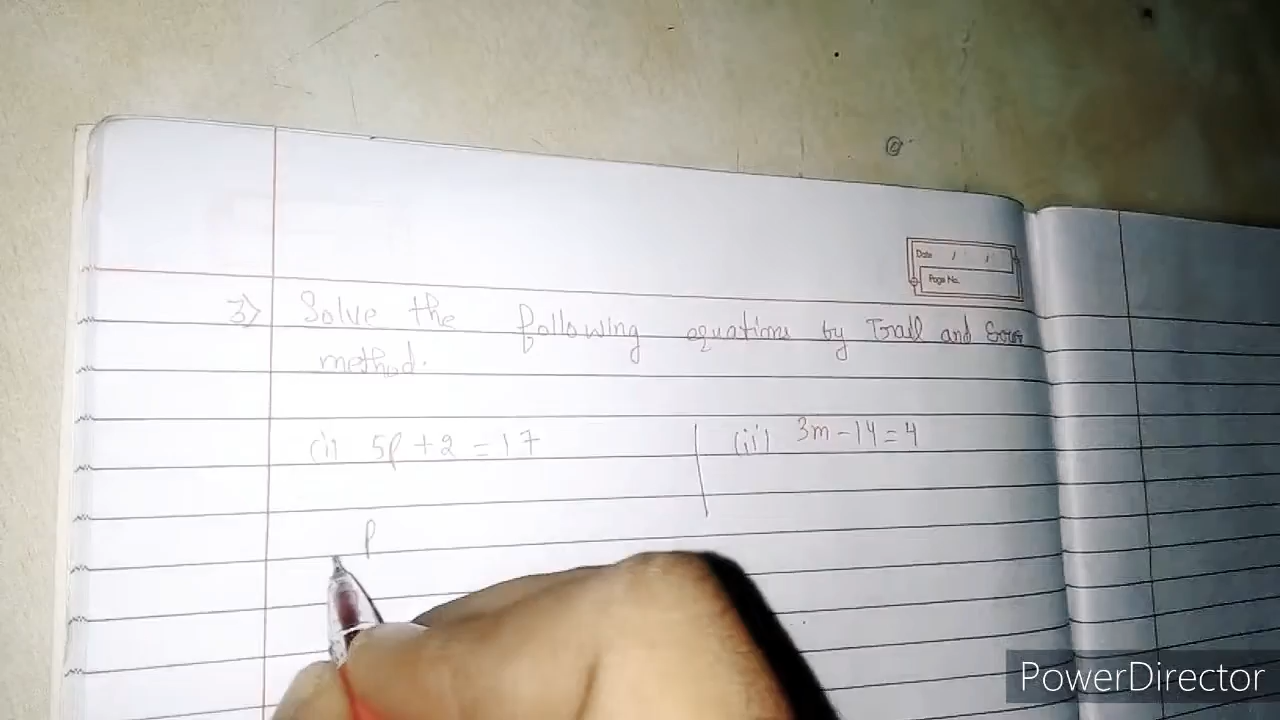 Date / /
Page No.
3) Solve the following equations by Trail and Error
method.
(i) 5p + 2 = 17
(ii) 3m - 14 = 4
p
PowerDirector